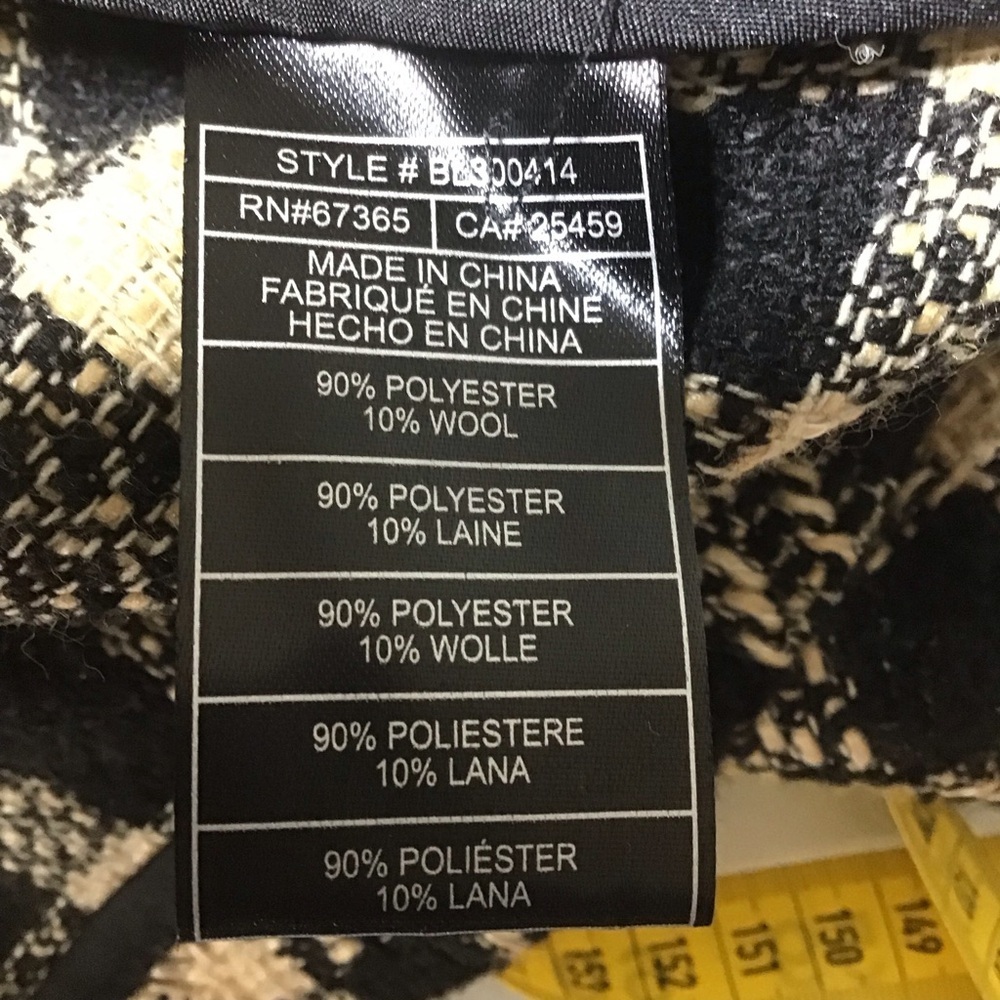 STYLE #
RN#67365
CA# 25459
MADE IN CHINA
FABRIQUÉ EN CHINE
HECHO EN CHINA
90% POLYESTER
10% WOOL
90% POLYESTER
10% LAINE
90% POLYESTER
10% WOLLE
90% POLIESTERE
10% LANA
90% POLIÉSTER
10% LANA
152
151
150
149